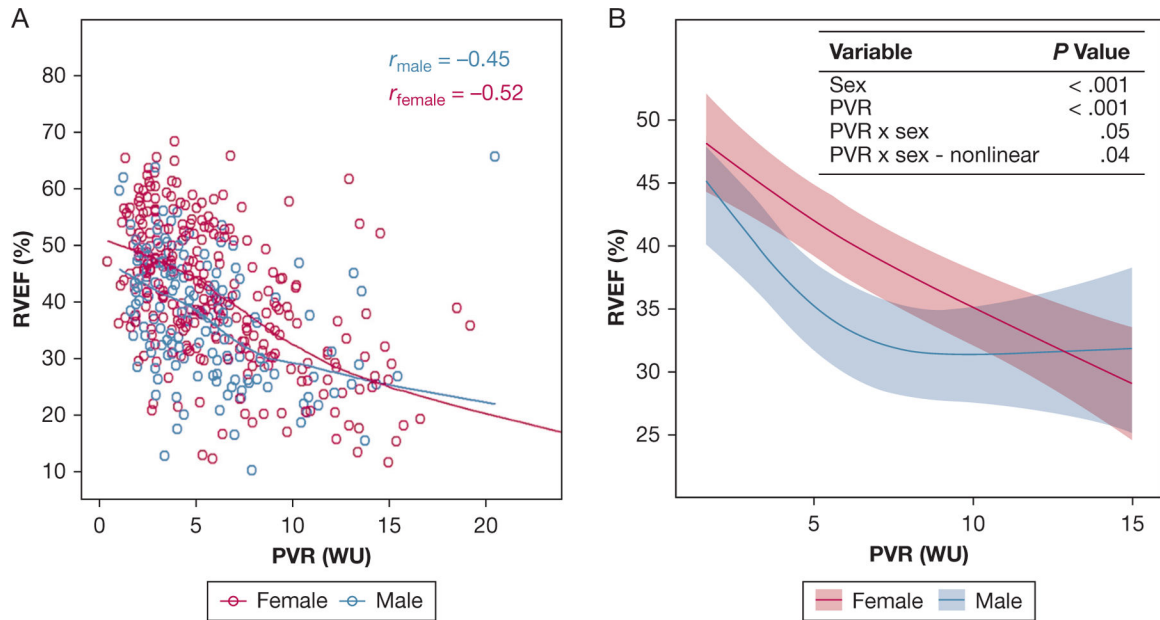 A
r male = –0.45
r female = –0.52
80
70
60
50
40
30
20
10
RVEF (%)
0 5 10 15 20
PVR (WU)
Female Male
B
Variable P Value
Sex < .001
PVR < .001
PVR x sex .05
PVR x sex - nonlinear .04
50
45
40
35
30
25
RVEF (%)
5 10 15
PVR (WU)
Female Male